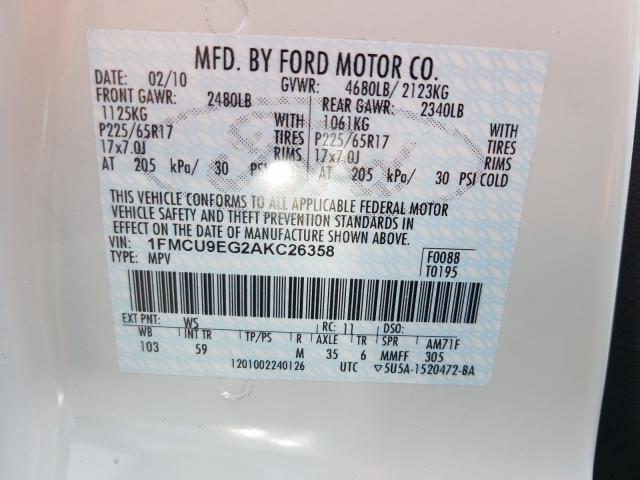 MFD. BY FORD MOTOR CO.
DATE: 02/10 GVWR: 4680LB/ 2123KG
FRONT GAWR: 2480LB REAR GAWR: 2340LB
1125KG WITH 1061KG WITH
P225/65R17 TIRES P225/65R17 TIRES
17x7.0J RIMS 17x7.0J RIMS
AT 205 kPa/ 30 PSI AT 205 kPa/ 30 PSI COLD
THIS VEHICLE CONFORMS TO ALL APPLICABLE FEDERAL MOTOR
VEHICLE SAFETY AND THEFT PREVENTION STANDARDS IN
EFFECT ON THE DATE OF MANUFACTURE SHOWN ABOVE.
VIN: 1FMCU9EG2AKC26358 F0088
TYPE: MPV T0195
EXT PNT: WS RC: 11 DSO:
WB INT TR TP/PS R AXLE TR SPR AM71F
103 59 M 35 6 MMFF 305
1201002240126 UTC ▽5U5A-1520472-BA